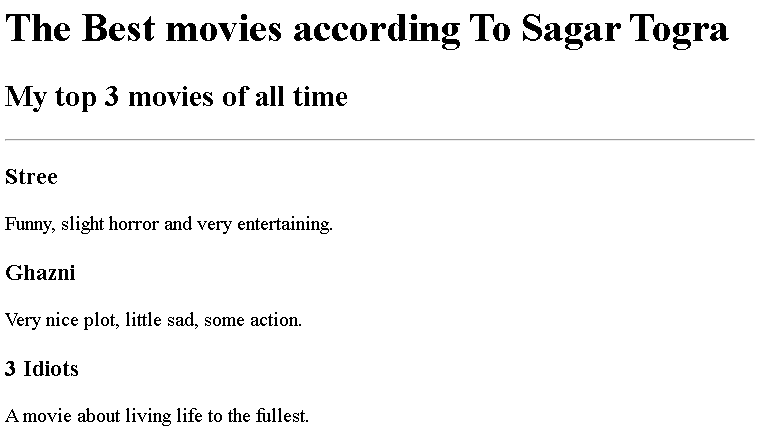 The Best movies according To Sagar Togra
My top 3 movies of all time
Stree
Funny, slight horror and very entertaining.
Ghazni
Very nice plot, little sad, some action.
3 Idiots
A movie about living life to the fullest.